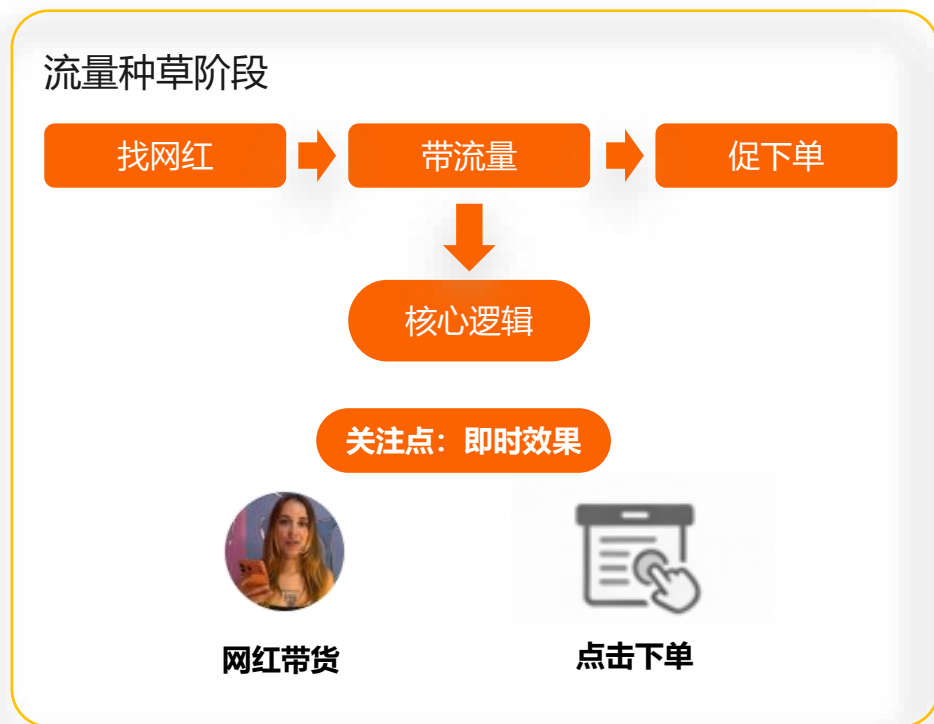 流量种草阶段
找网红
带流量
促下单
核心逻辑
关注点：即时效果
网红带货
点击下单